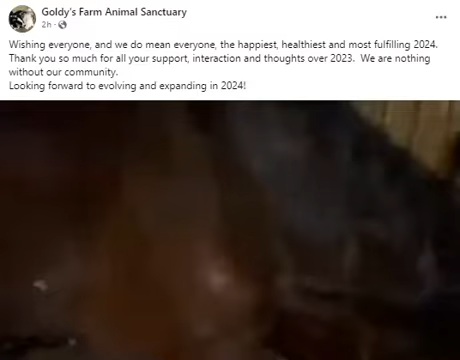 Goldy's Farm Animal Sanctuary
2h ·
Wishing everyone, and we do mean everyone, the happiest, healthiest and most fulfilling 2024.
Thank you so much for all your support, interaction and thoughts over 2023.  We are nothing
without our community.
Looking forward to evolving and expanding in 2024!